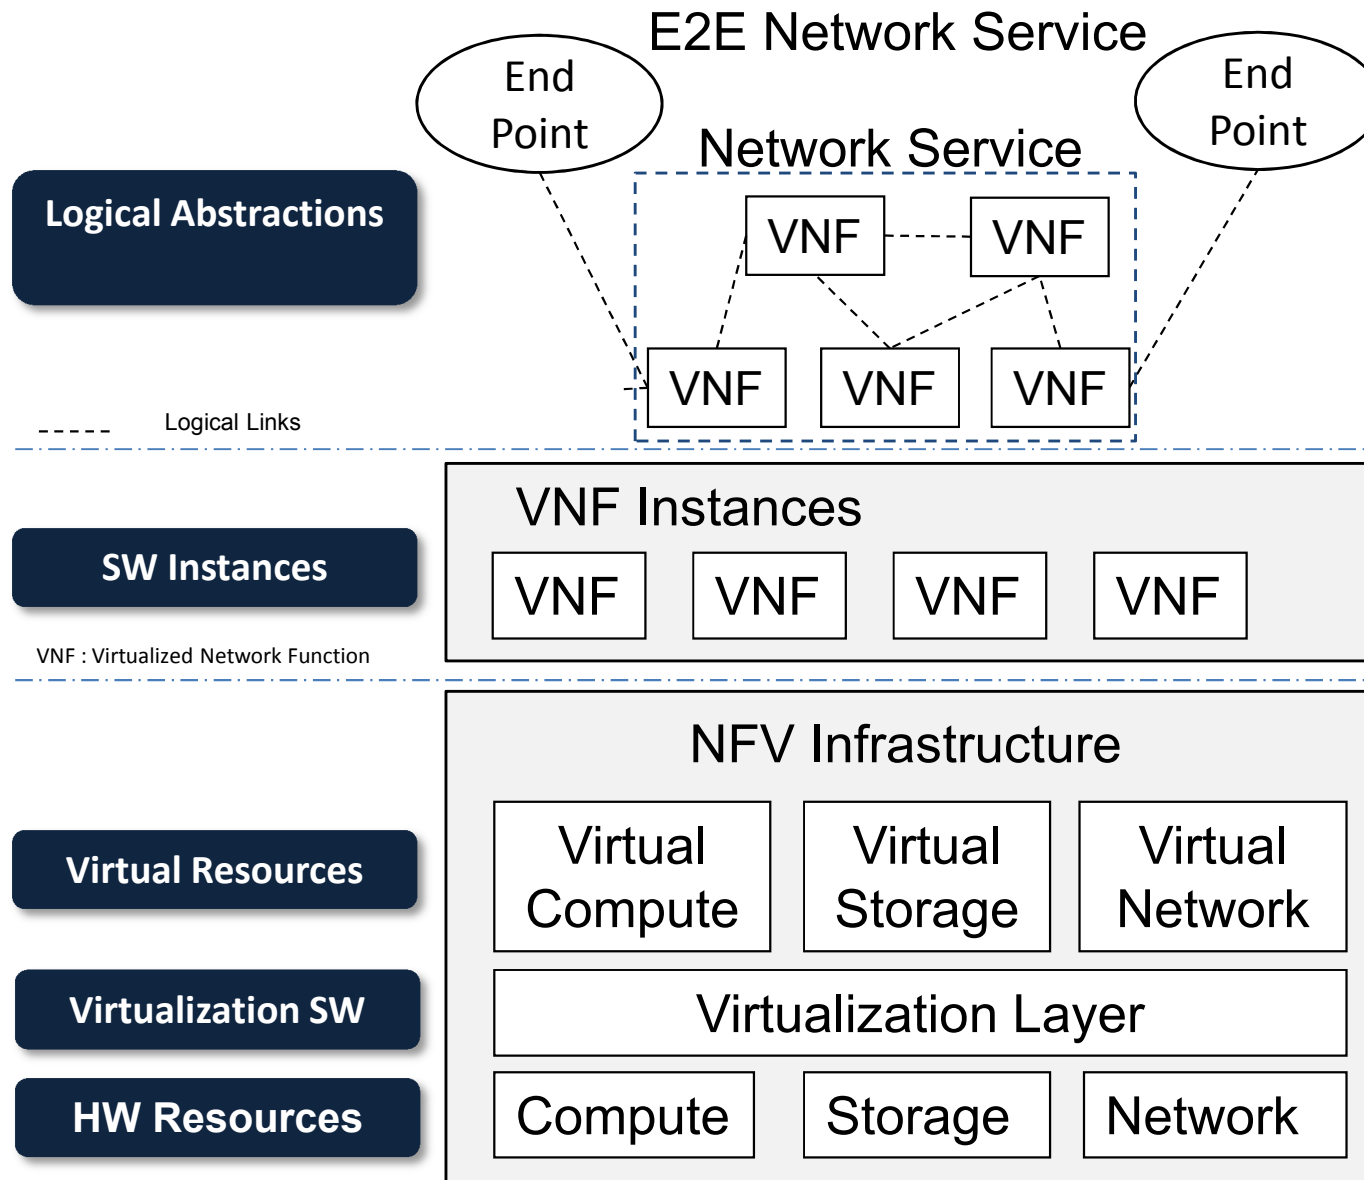 E2E Network Service
End
Point
End
Point
Network Service
Logical Abstractions
VNF
VNF
VNF
VNF
VNF
Logical Links
VNF Instances
SW Instances
VNF
VNF
VNF
VNF
VNF : Virtualized Network Function
NFV Infrastructure
Virtual Resources
Virtual
Compute
Virtual
Storage
Virtual
Network
Virtualization SW
Virtualization Layer
HW Resources
Compute
Storage
Network